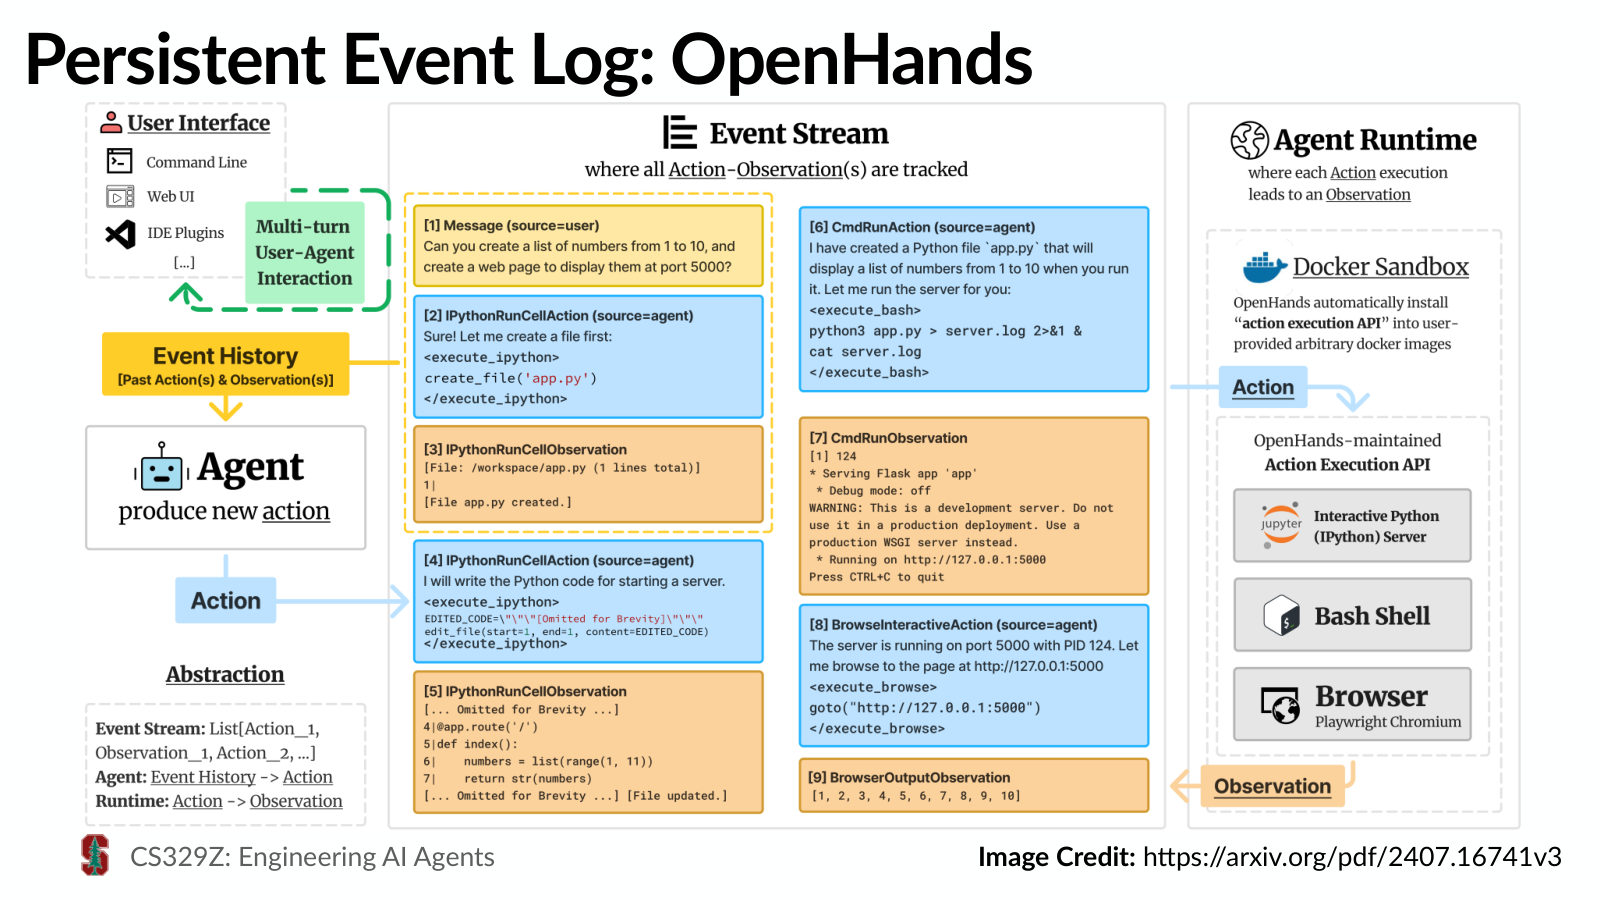 Persistent Event Log: OpenHands
User Interface
Command Line
Web UI
IDE Plugins
[...]
Multi-turn
User-Agent
Interaction
Event History
[Past Action(s) & Observation(s)]
Agent
produce new action
Action
Abstraction
Event Stream: List[Action_1,
Observation_1, Action_2, ...]
Agent: Event History -> Action
Runtime: Action -> Observation
Event Stream
where all Action-Observation(s) are tracked
[1] Message (source=user)
Can you create a list of numbers from 1 to 10, and
create a web page to display them at port 5000?
[2] IPythonRunCellAction (source=agent)
Sure! Let me create a file first:
<execute_ipython>
create_file('app.py')
</execute_ipython>
[3] IPythonRunCellObservation
[File: /workspace/app.py (1 lines total)]
1|
[File app.py created.]
[4] IPythonRunCellAction (source=agent)
I will write the Python code for starting a server.
<execute_ipython>
EDITED_CODE=\"\"\"[Omitted for Brevity]\"\"\"
edit_file(start=1, end=1, content=EDITED_CODE)
</execute_ipython>
[5] IPythonRunCellObservation
[... Omitted for Brevity ...]
4|@app.route('/')
5|def index():
6|    numbers = list(range(1, 11))
7|    return str(numbers)
[... Omitted for Brevity ...] [File updated.]
[6] CmdRunAction (source=agent)
I have created a Python file `app.py` that will
display a list of numbers from 1 to 10 when you run
it. Let me run the server for you:
<execute_bash>
python3 app.py > server.log 2>&1 &
cat server.log
</execute_bash>
[7] CmdRunObservation
[1] 124
* Serving Flask app 'app'
* Debug mode: off
WARNING: This is a development server. Do not
use it in a production deployment. Use a
production WSGI server instead.
* Running on http://127.0.0.1:5000
Press CTRL+C to quit
[8] BrowseInteractiveAction (source=agent)
The server is running on port 5000 with PID 124. Let
me browse to the page at http://127.0.0.1:5000
<execute_browse>
goto("http://127.0.0.1:5000")
</execute_browse>
[9] BrowserOutputObservation
[1, 2, 3, 4, 5, 6, 7, 8, 9, 10]
Agent Runtime
where each Action execution
leads to an Observation
Docker Sandbox
OpenHands automatically install
“action execution API” into user-
provided arbitrary docker images
Action
OpenHands-maintained
Action Execution API
jupyter
Interactive Python
(IPython) Server
Bash Shell
Browser
Playwright Chromium
Observation
CS329Z: Engineering AI Agents
Image Credit: https://arxiv.org/pdf/2407.16741v3